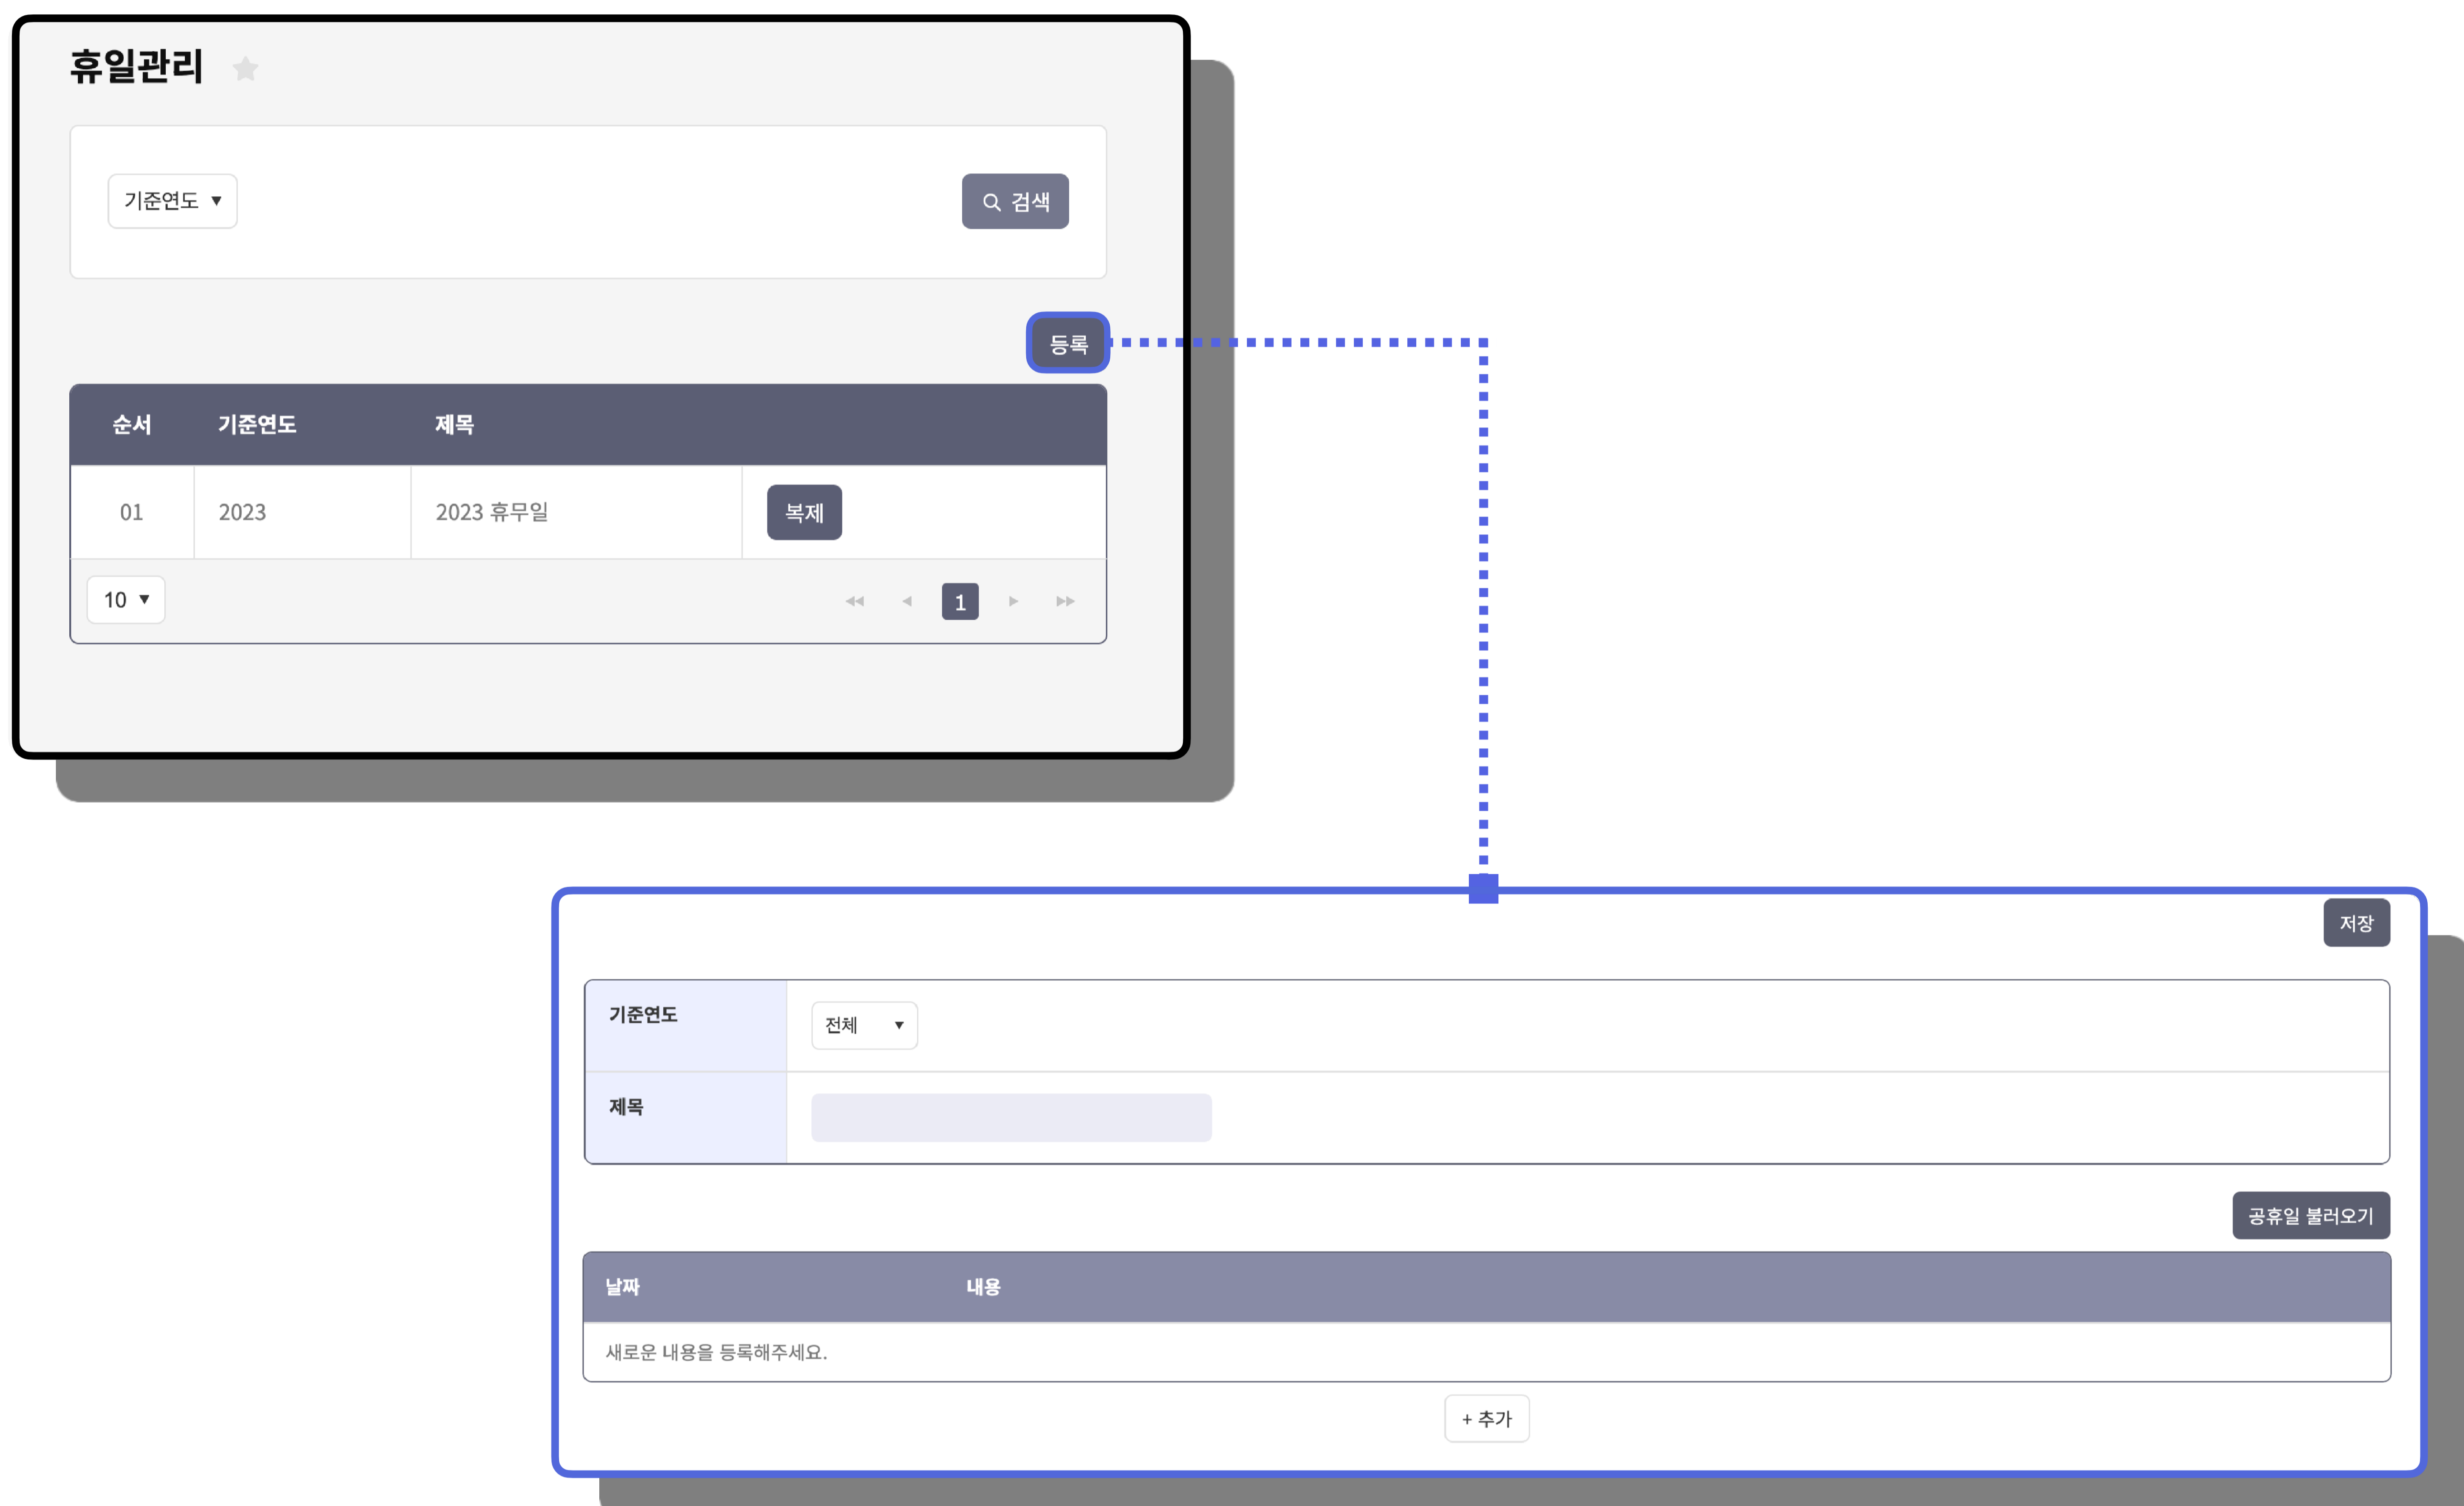 휴일관리
기준연도 ▼
검색
등록
순서 기준연도 제목
01 2023 2023 휴무일 복제
10 ▼ 1
저장
기준연도 전체 ▼
제목
공휴일 불러오기
날짜 내용
새로운 내용을 등록해주세요.
+ 추가